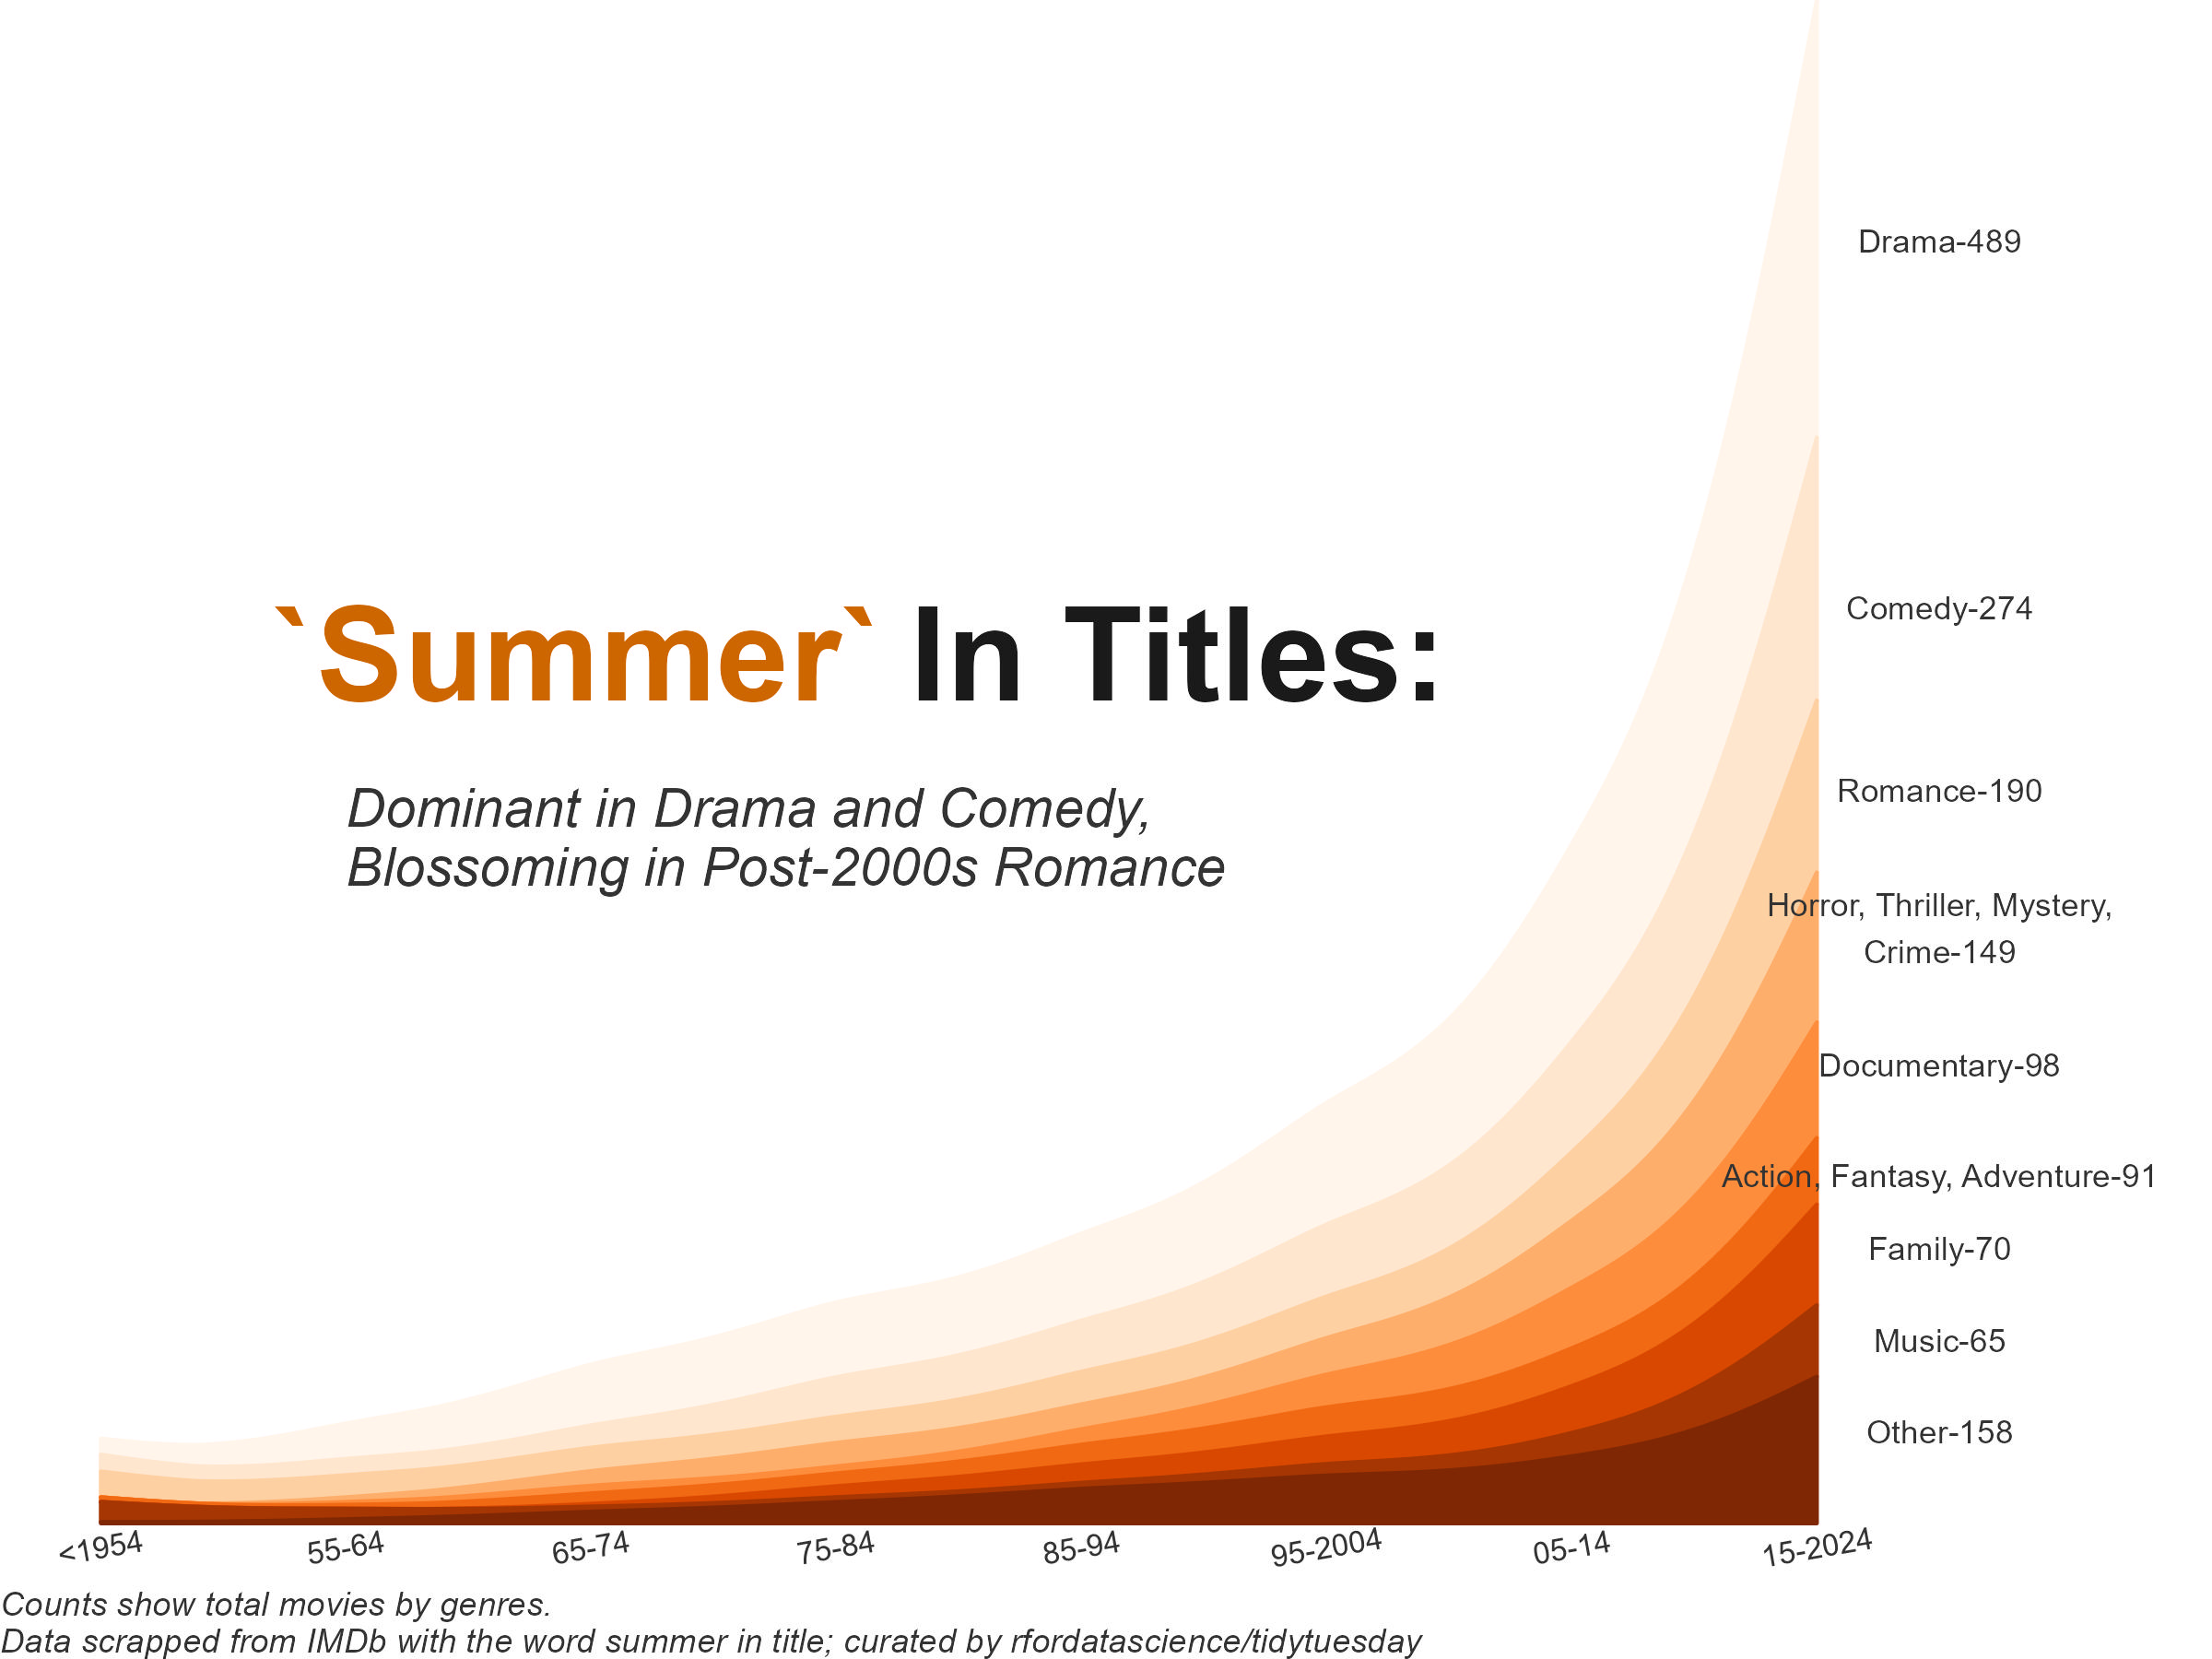 Drama-489
Comedy-274
`Summer` In Titles:
Dominant in Drama and Comedy,
Blossoming in Post-2000s Romance
Romance-190
Horror, Thriller, Mystery,
Crime-149
Documentary-98
Action, Fantasy, Adventure-91
Family-70
Music-65
Other-158
<1954
55-64
65-74
75-84
85-94
95-2004
05-14
15-2024
Counts show total movies by genres.
Data scrapped from IMDb with the word summer in title; curated by rfordatascience/tidytuesday